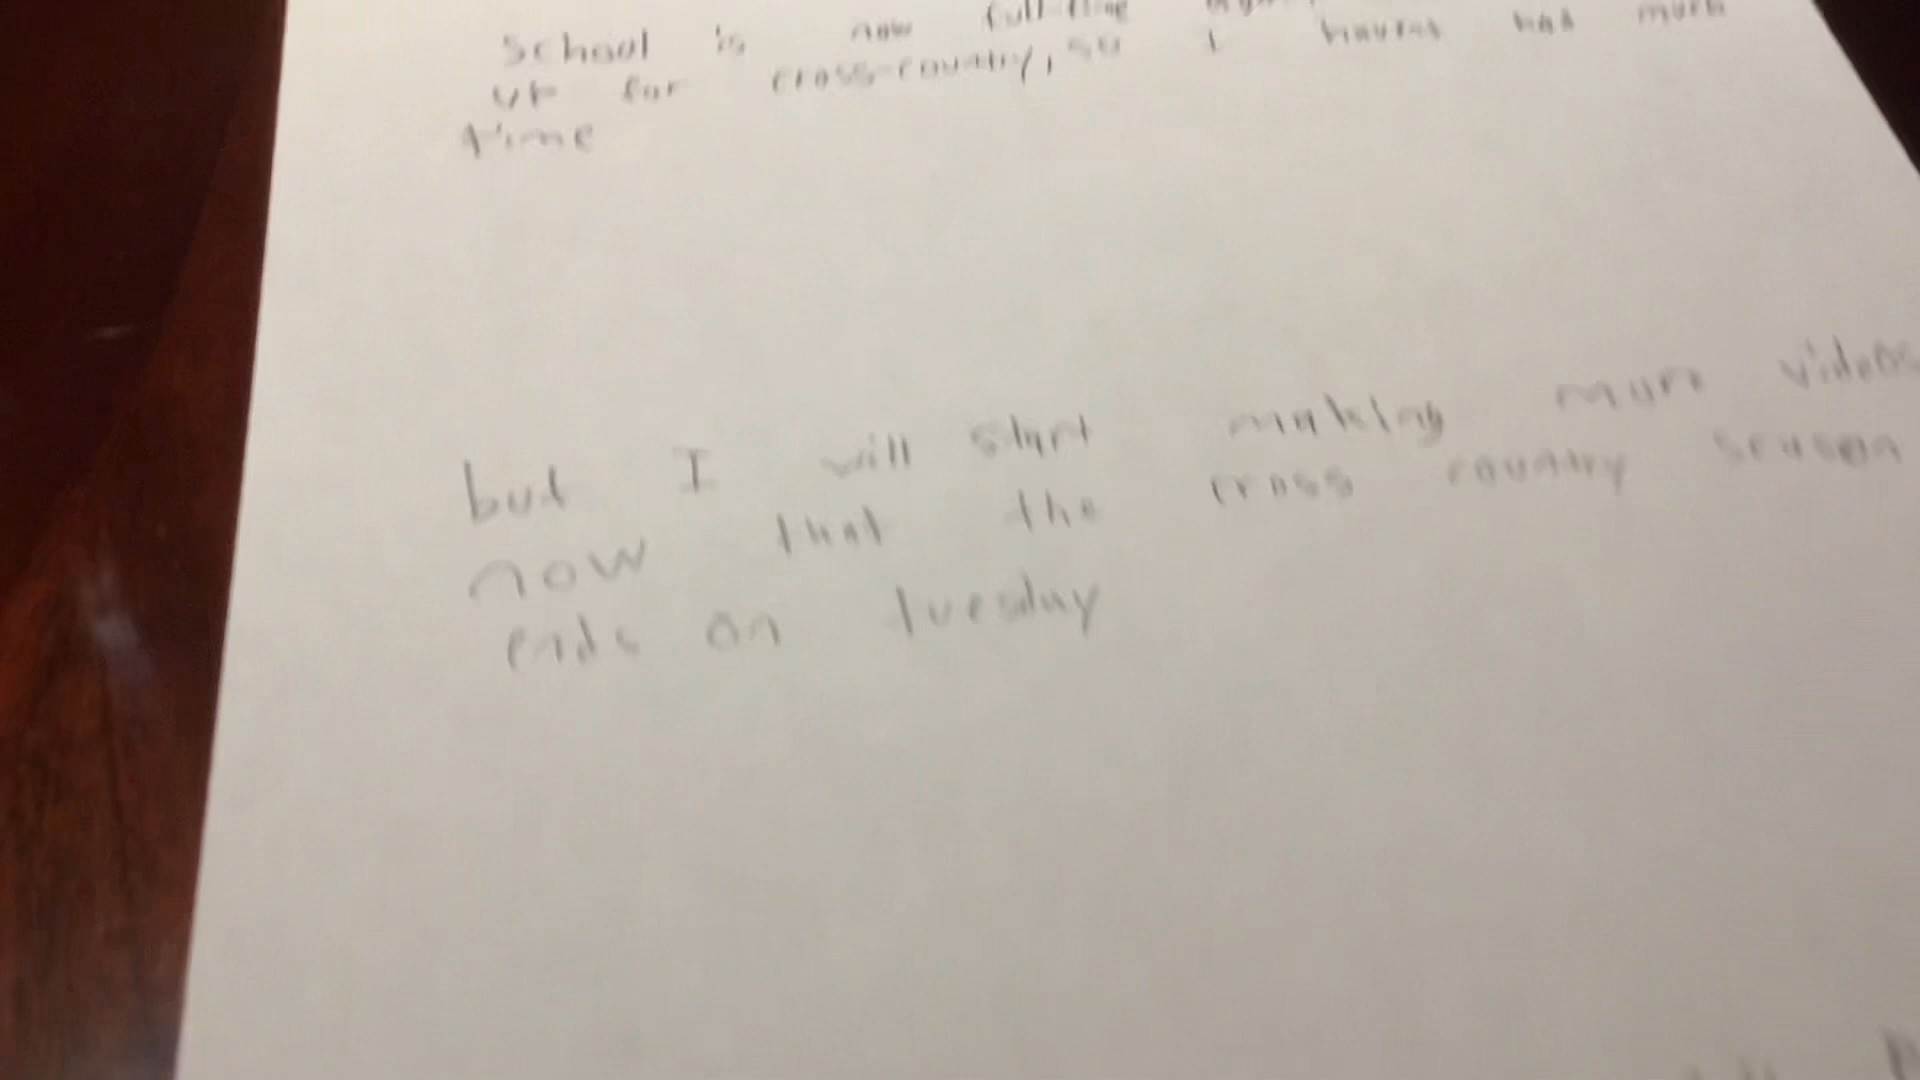 School is now full-time
up for cross-country, so I havent had much
time
but I will start making more videos
now that the cross country season
ends on tuesday